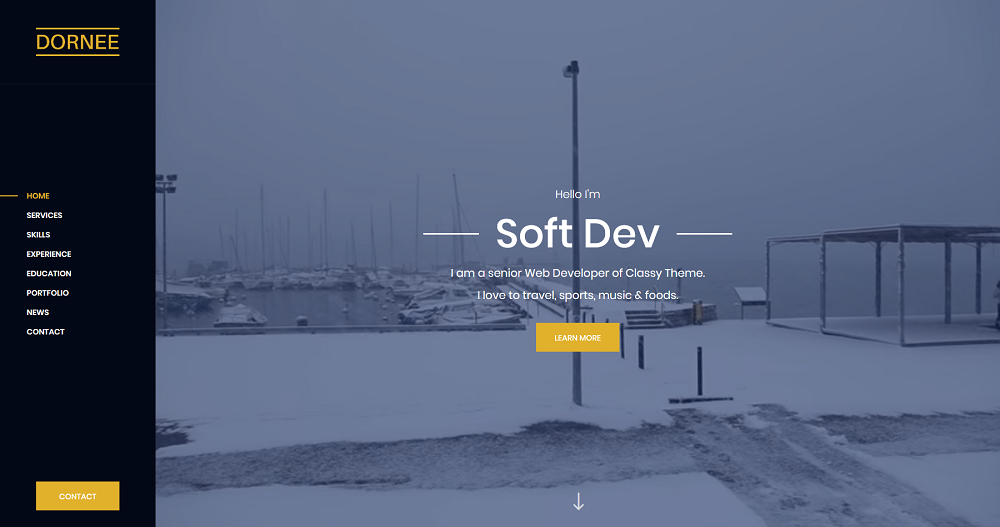 DORNEE
HOME
SERVICES
SKILLS
EXPERIENCE
EDUCATION
PORTFOLIO
NEWS
CONTACT
CONTACT
Hello I'm
Soft Dev
I am a senior Web Developer of Classy Theme.
I love to travel, sports, music & foods.
LEARN MORE